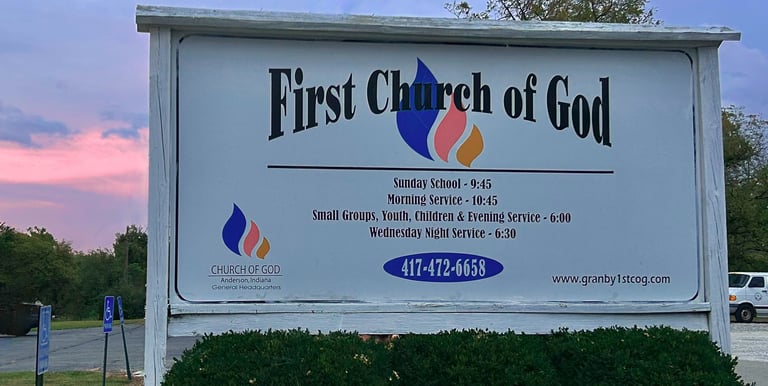 First Church of God
Sunday School - 9:45
Morning Service - 10:45
Small Groups, Youth, Children & Evening Service - 6:00
Wednesday Night Service - 6:30
417-472-6658
CHURCH OF GOD
Anderson, Indiana
General Headquarters
www.granby1stcog.com